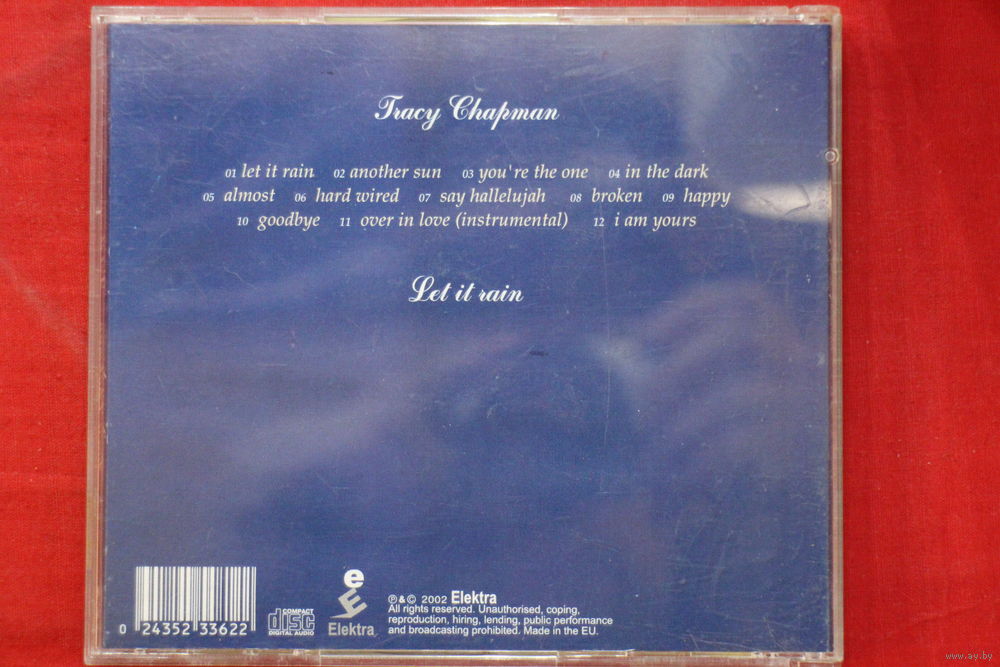 Tracy Chapman
01 let it rain 02 another sun 03 you're the one 04 in the dark
05 almost 06 hard wired 07 say hallelujah 08 broken 09 happy
10 goodbye 11 over in love (instrumental) 12 i am yours
Let it rain
0 24352 33622
COMPACT
disc
DIGITAL AUDIO
e
E
Elektra
℗ & © 2002 Elektra
All rights reserved. Unauthorised, coping,
reproduction, hiring, lending, public performance
and broadcasting prohibited. Made in the EU.
www.ay.by